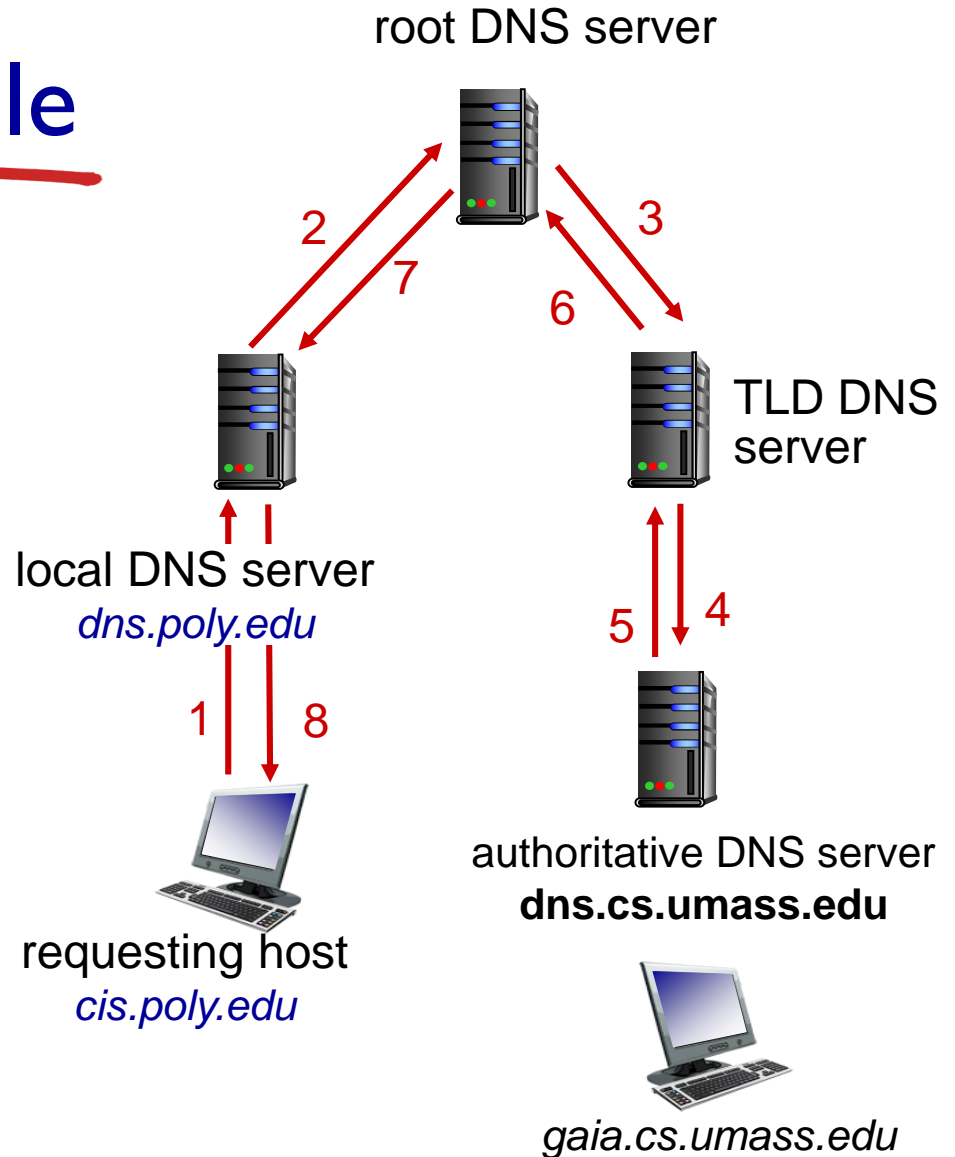 root DNS server
le
2
3
7
6
TLD DNS
server
local DNS server
dns.poly.edu
5
4
1
8
authoritative DNS server
dns.cs.umass.edu
requesting host
cis.poly.edu
gaia.cs.umass.edu